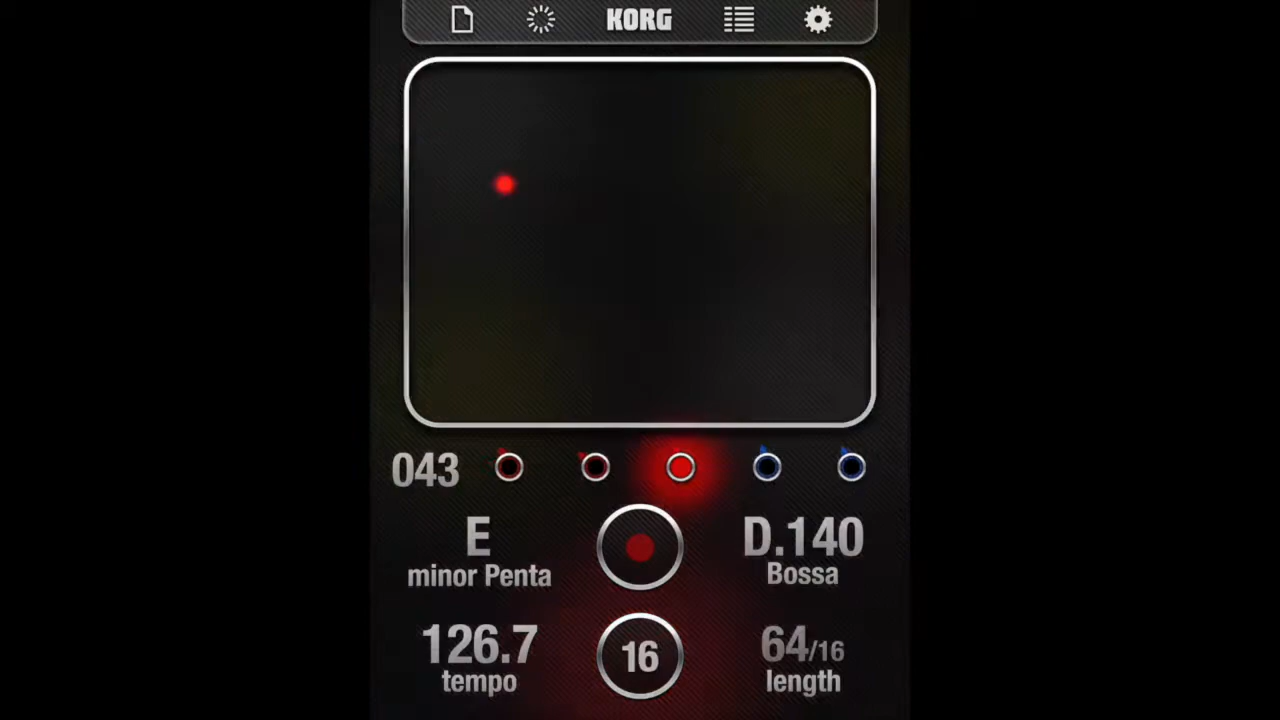 KORG
043
E
minor Penta
D.140
Bossa
126.7
tempo
16
64/16
length